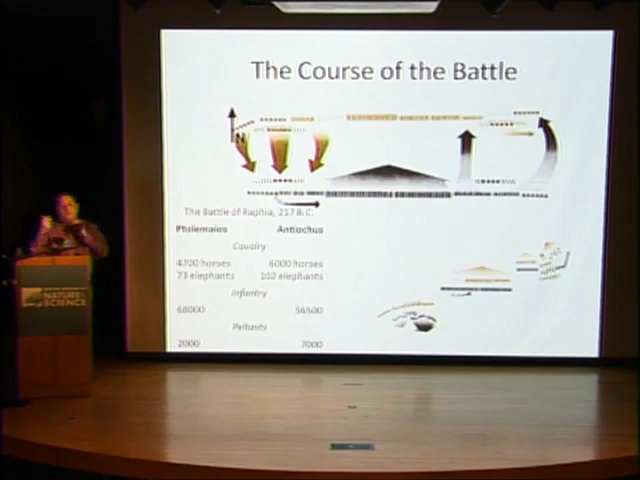 The Course of the Battle
N
The Battle of Raphia, 217 B.C.
Ptolemaios Antiochus
Cavalry
4700 horses 6000 horses
73 elephants 102 elephants
Infantry
68000 56500
Peltasts
2000 7000
NATURE &
SCIENCE